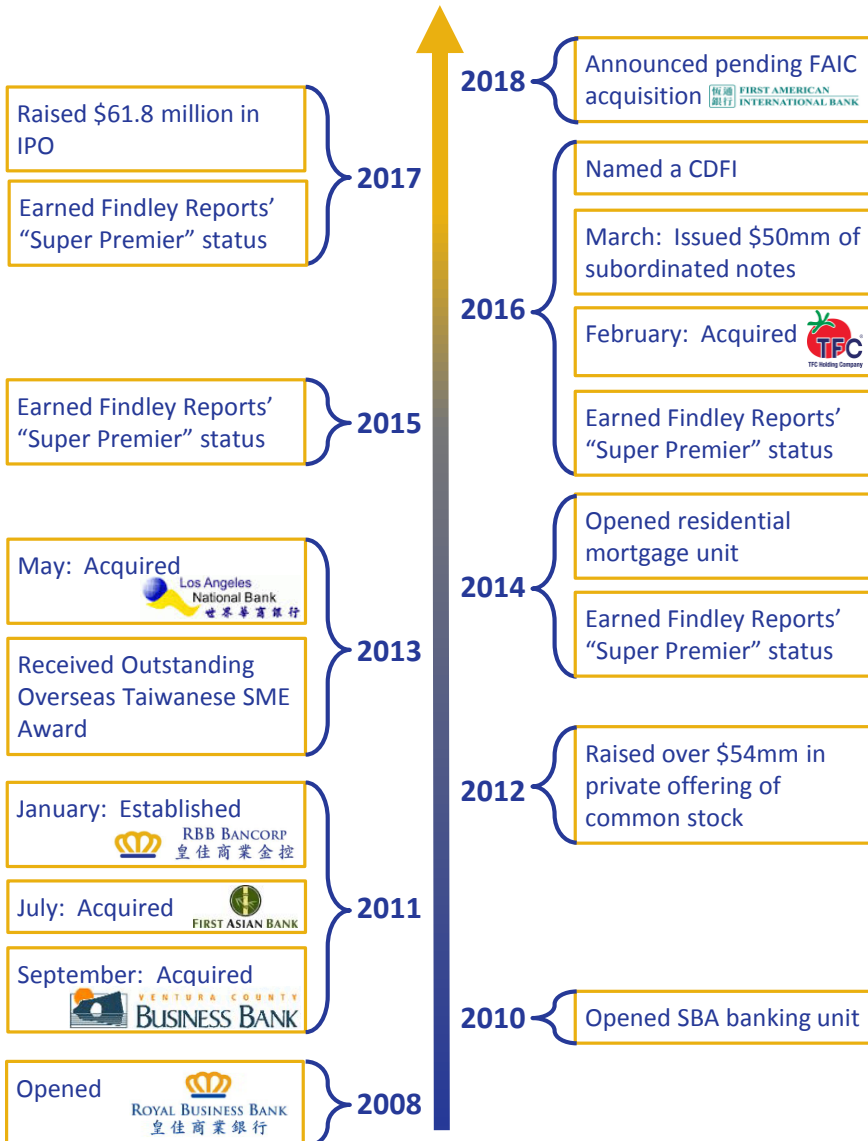 2018
Announced pending FAIC
acquisition
恆通
銀行
FIRST AMERICAN
INTERNATIONAL BANK
Raised $61.8 million in
IPO
Earned Findley Reports’
“Super Premier” status
2017
2016
Named a CDFI
March: Issued $50mm of
subordinated notes
February: Acquired
TFC
TFC Holding Company
Earned Findley Reports’
“Super Premier” status
Earned Findley Reports’
“Super Premier” status
2015
2014
Opened residential
mortgage unit
Earned Findley Reports’
“Super Premier” status
May: Acquired
Los Angeles
National Bank
世界華商銀行
Received Outstanding
Overseas Taiwanese SME
Award
2013
2012
Raised over $54mm in
private offering of
common stock
January: Established
RBB BANCORP
皇佳商業金控
July: Acquired
FIRST ASIAN BANK
September: Acquired
VENTURA COUNTY
BUSINESS BANK
2011
2010
Opened SBA banking unit
Opened
ROYAL BUSINESS BANK
皇佳商業銀行
2008